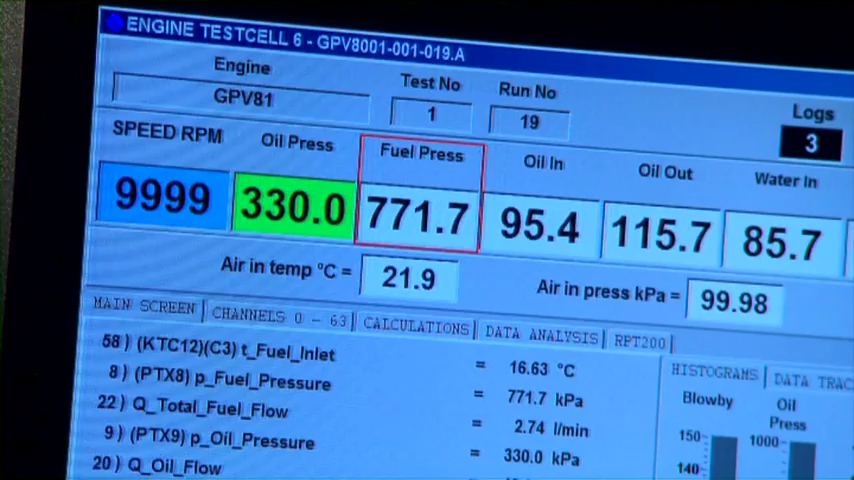 ENGINE TESTCELL 6 - GPV8001-001-019.A
Engine Test No Run No Logs
GPV81 1 19 3
SPEED RPM Oil Press Fuel Press Oil In Oil Out Water In
9999 330.0 771.7 95.4 115.7 85.7
Air in temp °C = 21.9 Air in press kPa = 99.98
MAIN SCREEN CHANNELS 0 - 63 CALCULATIONS DATA ANALYSIS RPT200
58) (KTC12)(C3) t_Fuel_Inlet = 16.63 °C
8) (PTX8) p_Fuel_Pressure = 771.7 kPa
22) Q_Total_Fuel_Flow = 2.74 l/min
9) (PTX9) p_Oil_Pressure = 330.0 kPa
20) Q_Oil_Flow
HISTOGRAMS DATA TRAC
Blowby Oil Press
150 1000
140